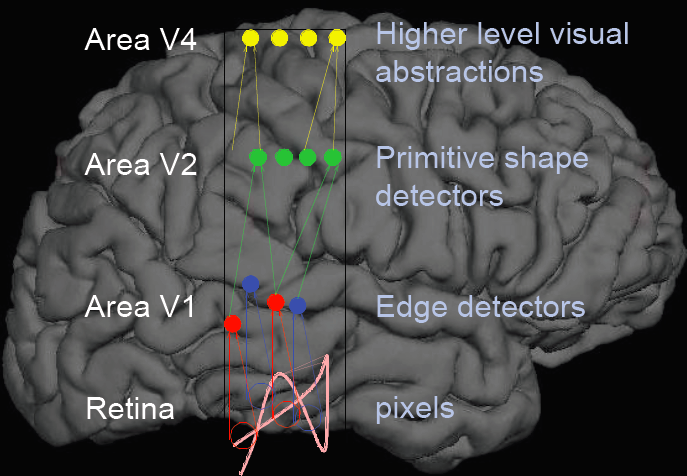 Area V4
Higher level visual
abstractions
Area V2
Primitive shape
detectors
Area V1
Edge detectors
Retina
pixels